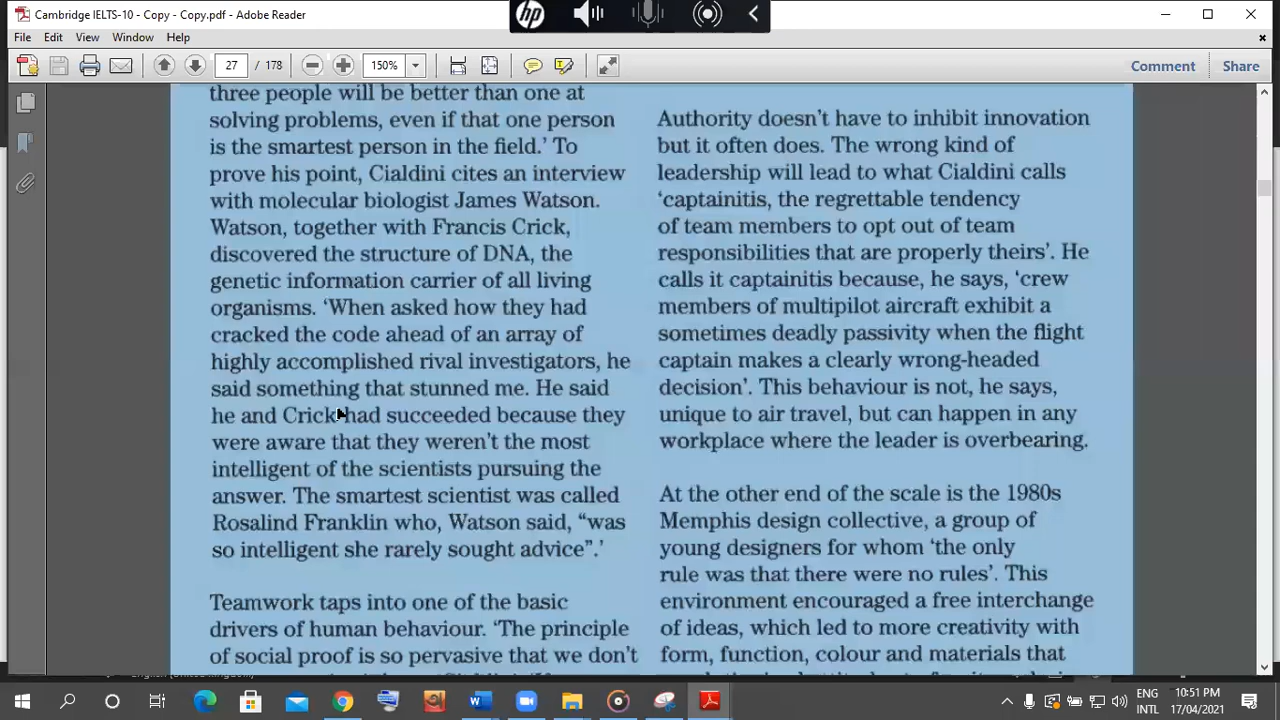 Cambridge IELTS-10 - Copy - Copy.pdf - Adobe Reader
hp
File Edit View Window Help
27 / 178
150%
Comment
Share
three people will be better than one at
solving problems, even if that one person
is the smartest person in the field.' To
prove his point, Cialdini cites an interview
with molecular biologist James Watson.
Watson, together with Francis Crick,
discovered the structure of DNA, the
genetic information carrier of all living
organisms. 'When asked how they had
cracked the code ahead of an array of
highly accomplished rival investigators, he
said something that stunned me. He said
he and Crick had succeeded because they
were aware that they weren't the most
intelligent of the scientists pursuing the
answer. The smartest scientist was called
Rosalind Franklin who, Watson said, "was
so intelligent she rarely sought advice".'
Teamwork taps into one of the basic
drivers of human behaviour. 'The principle
of social proof is so pervasive that we don't
Authority doesn't have to inhibit innovation
but it often does. The wrong kind of
leadership will lead to what Cialdini calls
'captainitis, the regrettable tendency
of team members to opt out of team
responsibilities that are properly theirs'. He
calls it captainitis because, he says, 'crew
members of multipilot aircraft exhibit a
sometimes deadly passivity when the flight
captain makes a clearly wrong-headed
decision'. This behaviour is not, he says,
unique to air travel, but can happen in any
workplace where the leader is overbearing.
At the other end of the scale is the 1980s
Memphis design collective, a group of
young designers for whom 'the only
rule was that there were no rules'. This
environment encouraged a free interchange
of ideas, which led to more creativity with
form, function, colour and materials that
ENG
INTL
10:51 PM
17/04/2021